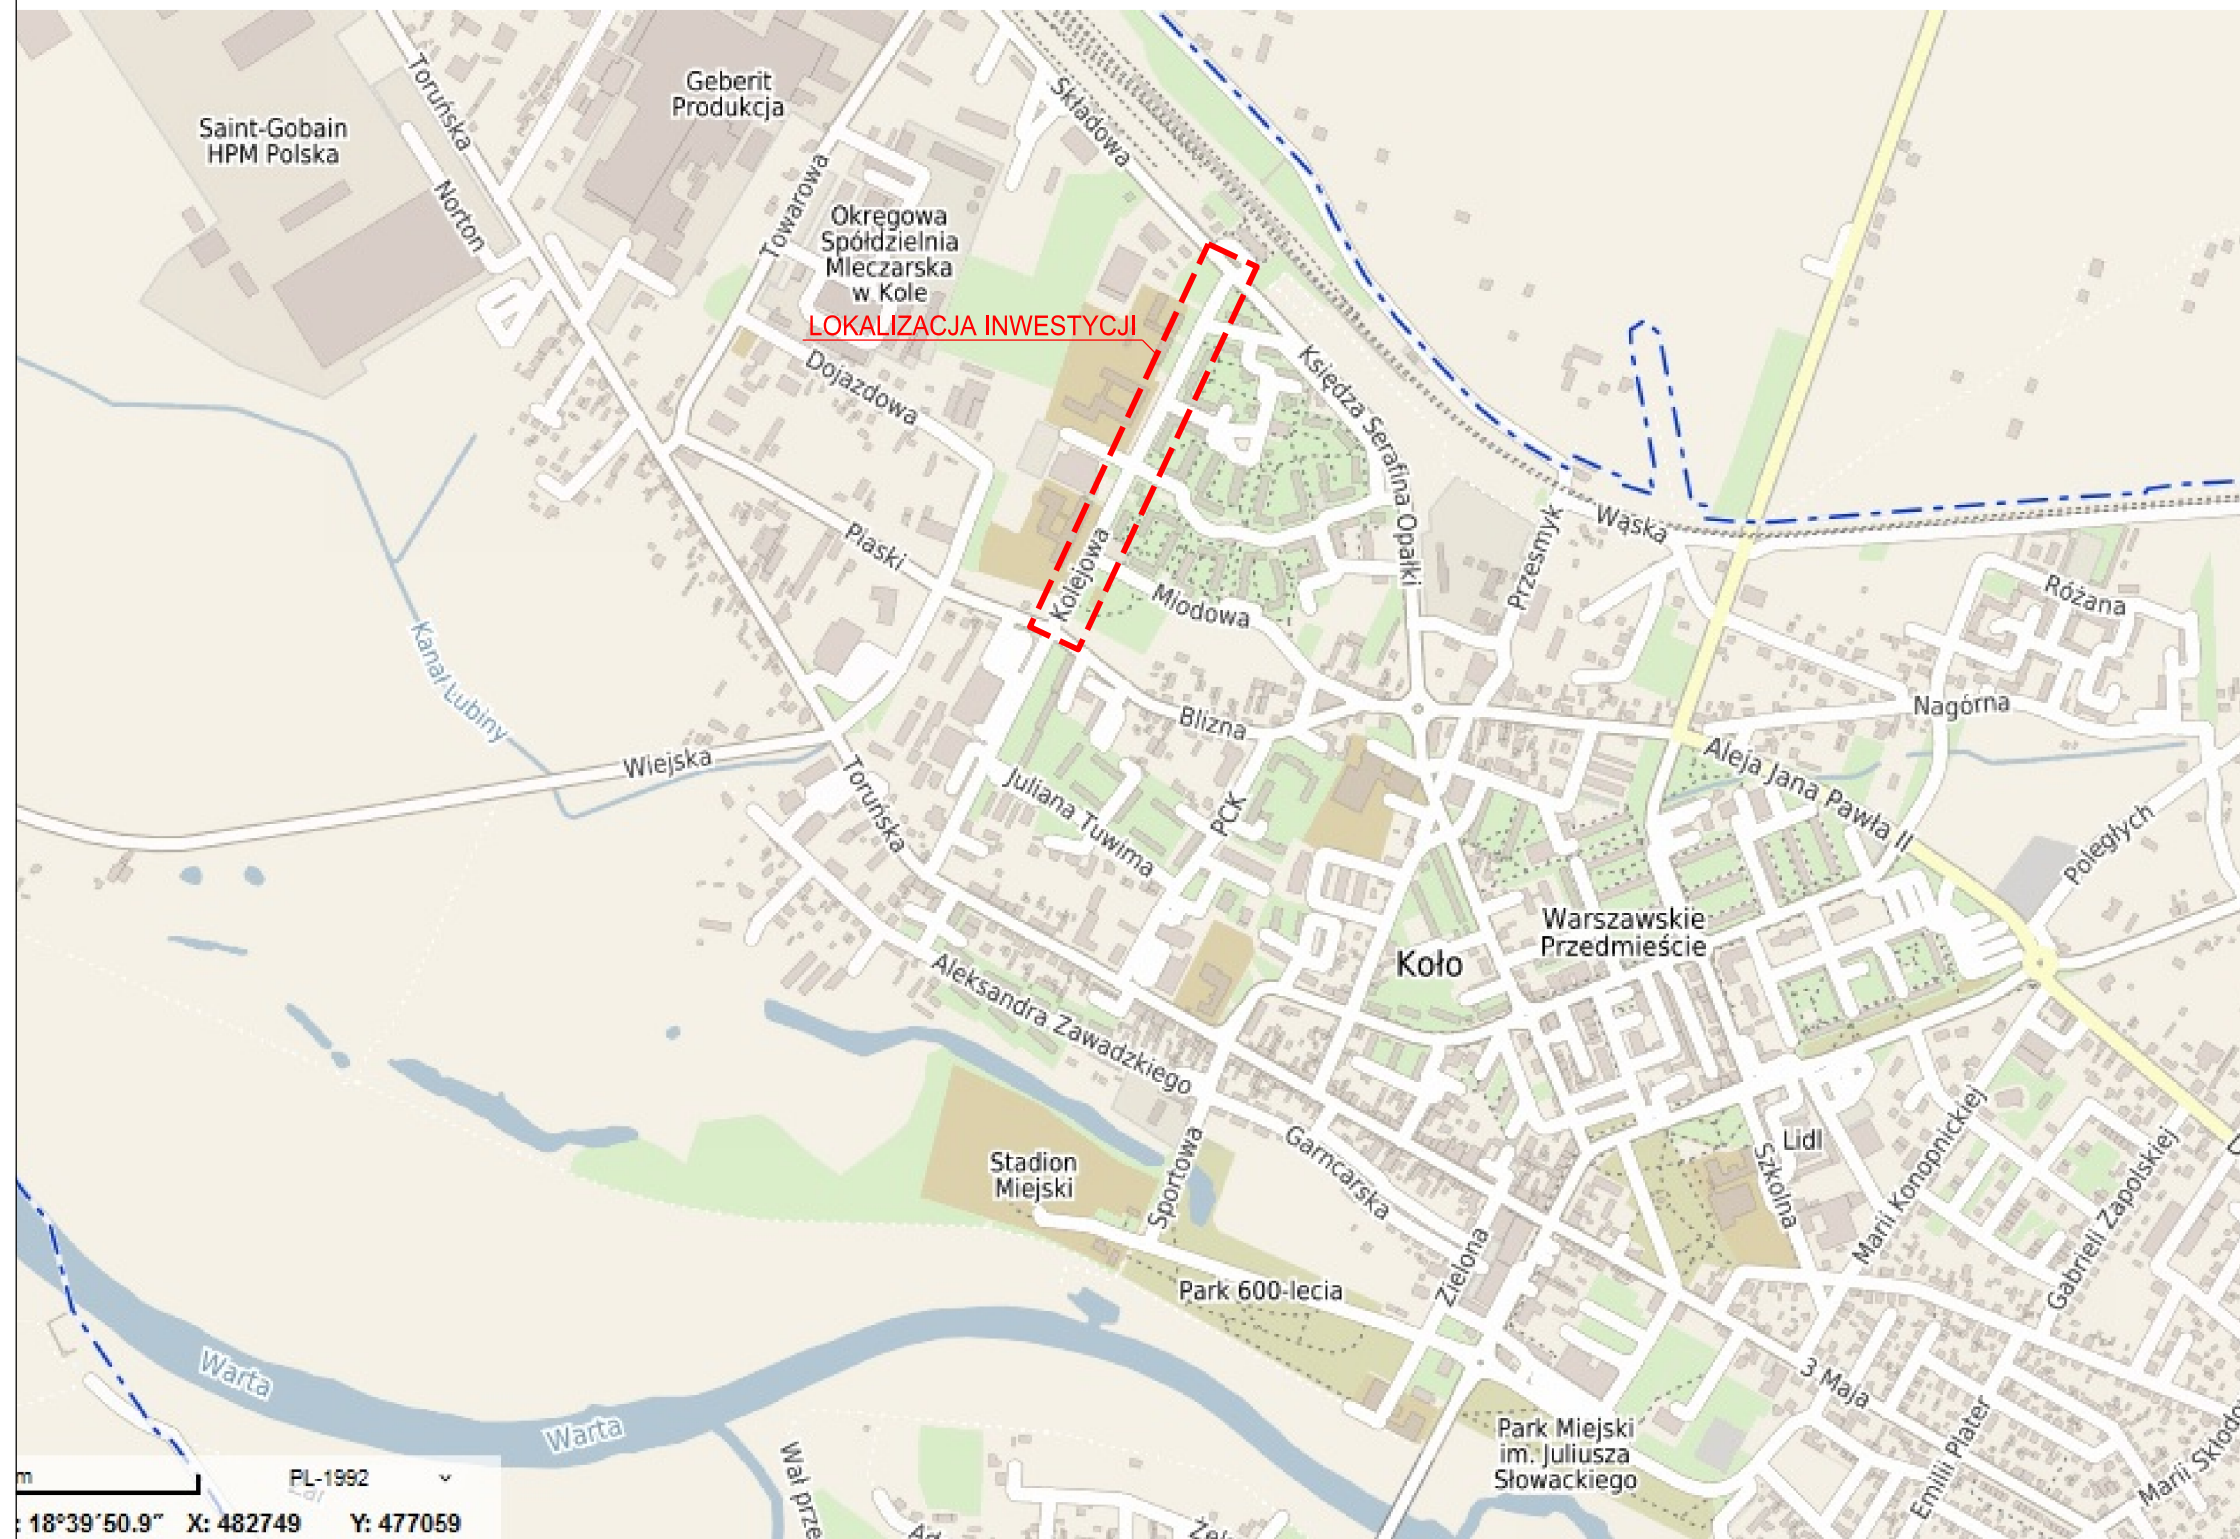 Toruńska
Geberit
Produkcja
Składowa
Saint-Gobain
HPM Polska
Norton
Towarowa
Okręgowa
Spółdzielnia
Mleczarska
w Kole
LOKALIZACJA INWESTYCJI
Dojazdowa
Księdza Serafina Opałki
Piaski
Kolejowa
Miodowa
Przesmyk
Wąska
Różana
Kanał Lubiny
Nagórna
Blizna
Wiejska
Toruńska
Juliana Tuwima
PCK
Aleja Jana Pawła II
Poległych
Warszawskie
Przedmieście
Koło
Aleksandra Zawadzkiego
Stadion
Miejski
Sportowa
Garncarska
Lidl
Szkolna
Marii Konopnickiej
Gabrieli Zapolskiej
Zielona
Park 600-lecia
Warta
Warta
3 Maja
Park Miejski
im. Juliusza
Słowackiego
Emilii Plater
Marii Skłodo
Wał prze
m
PL-1992
: 18°39′50.9″ X: 482749 Y: 477059